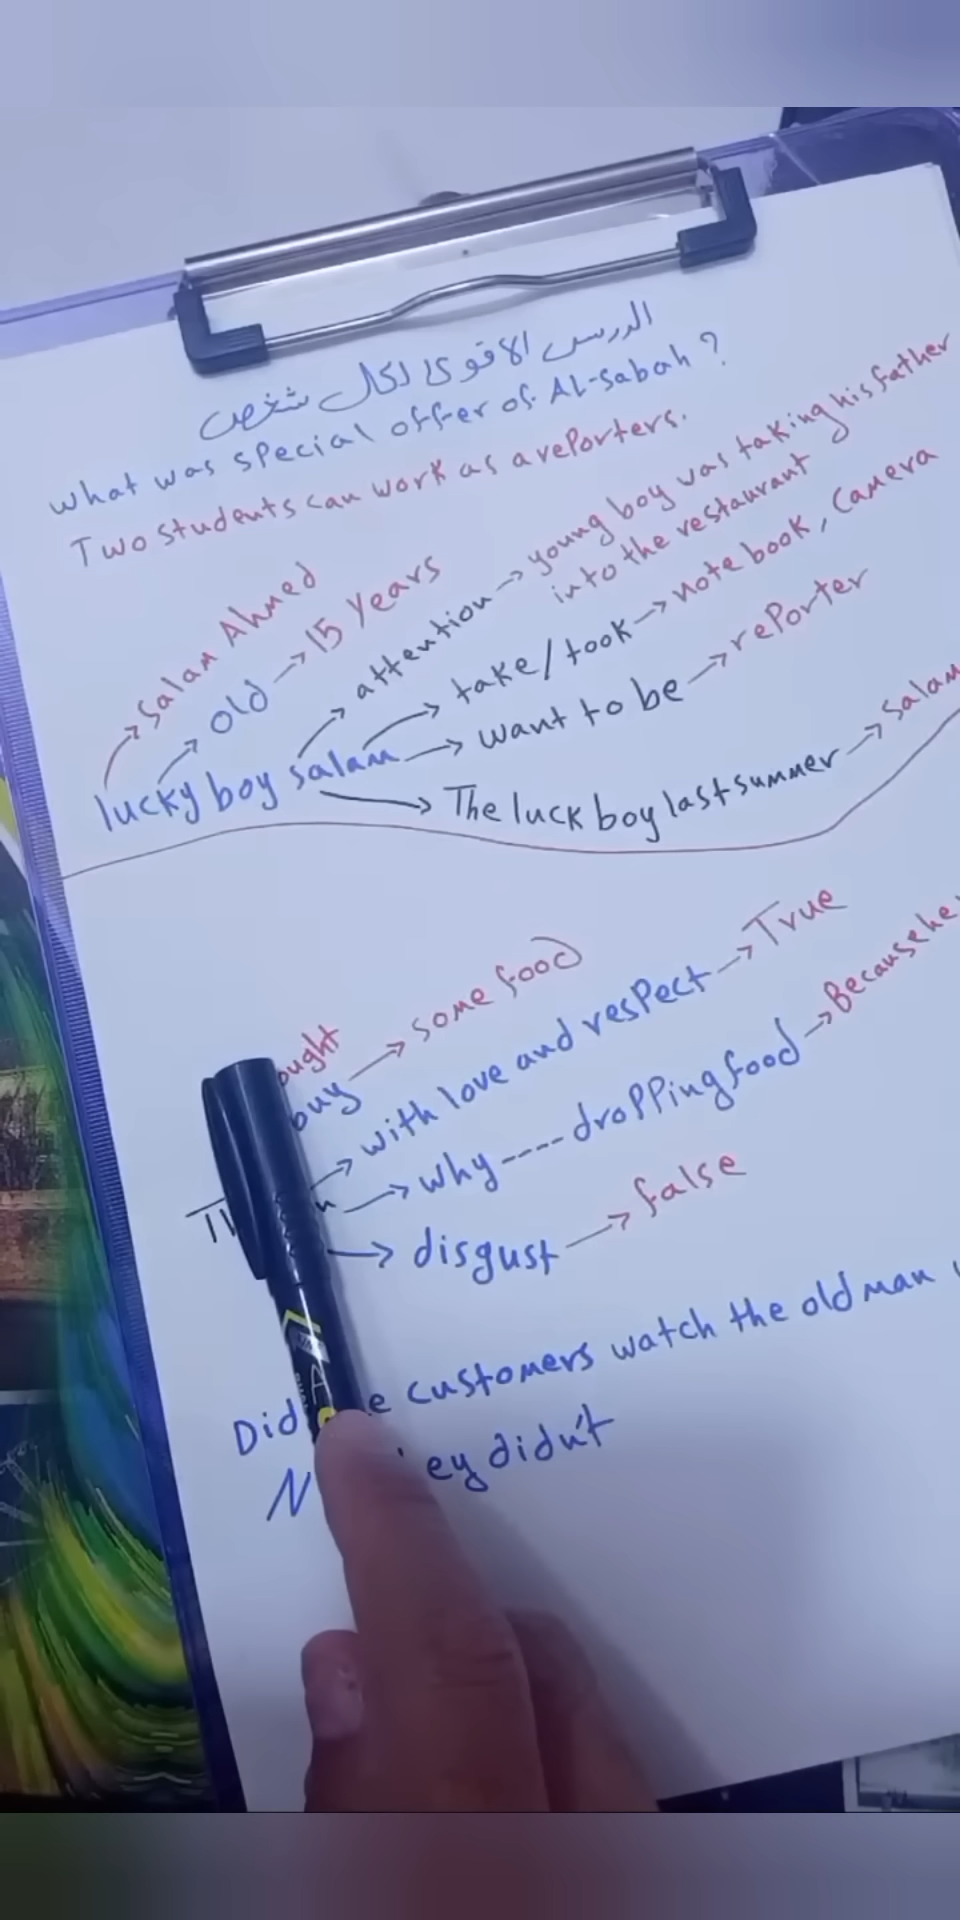 الدرس الاقوى لكل شخص
What was special offer of AL-Sabah ?
Two students can work as a reporters.
Salam Ahmed
old → 15 years
attention → young boy was taking his father
into the restaurant
take/took → note book, camera
want to be → reporter
lucky boy salam
The luck boy last summer → Salam
ought
buy → some food
with love and respect → True
why ---- dropping food → Because he
disgust → false
Did customers watch the old man
ey didn't